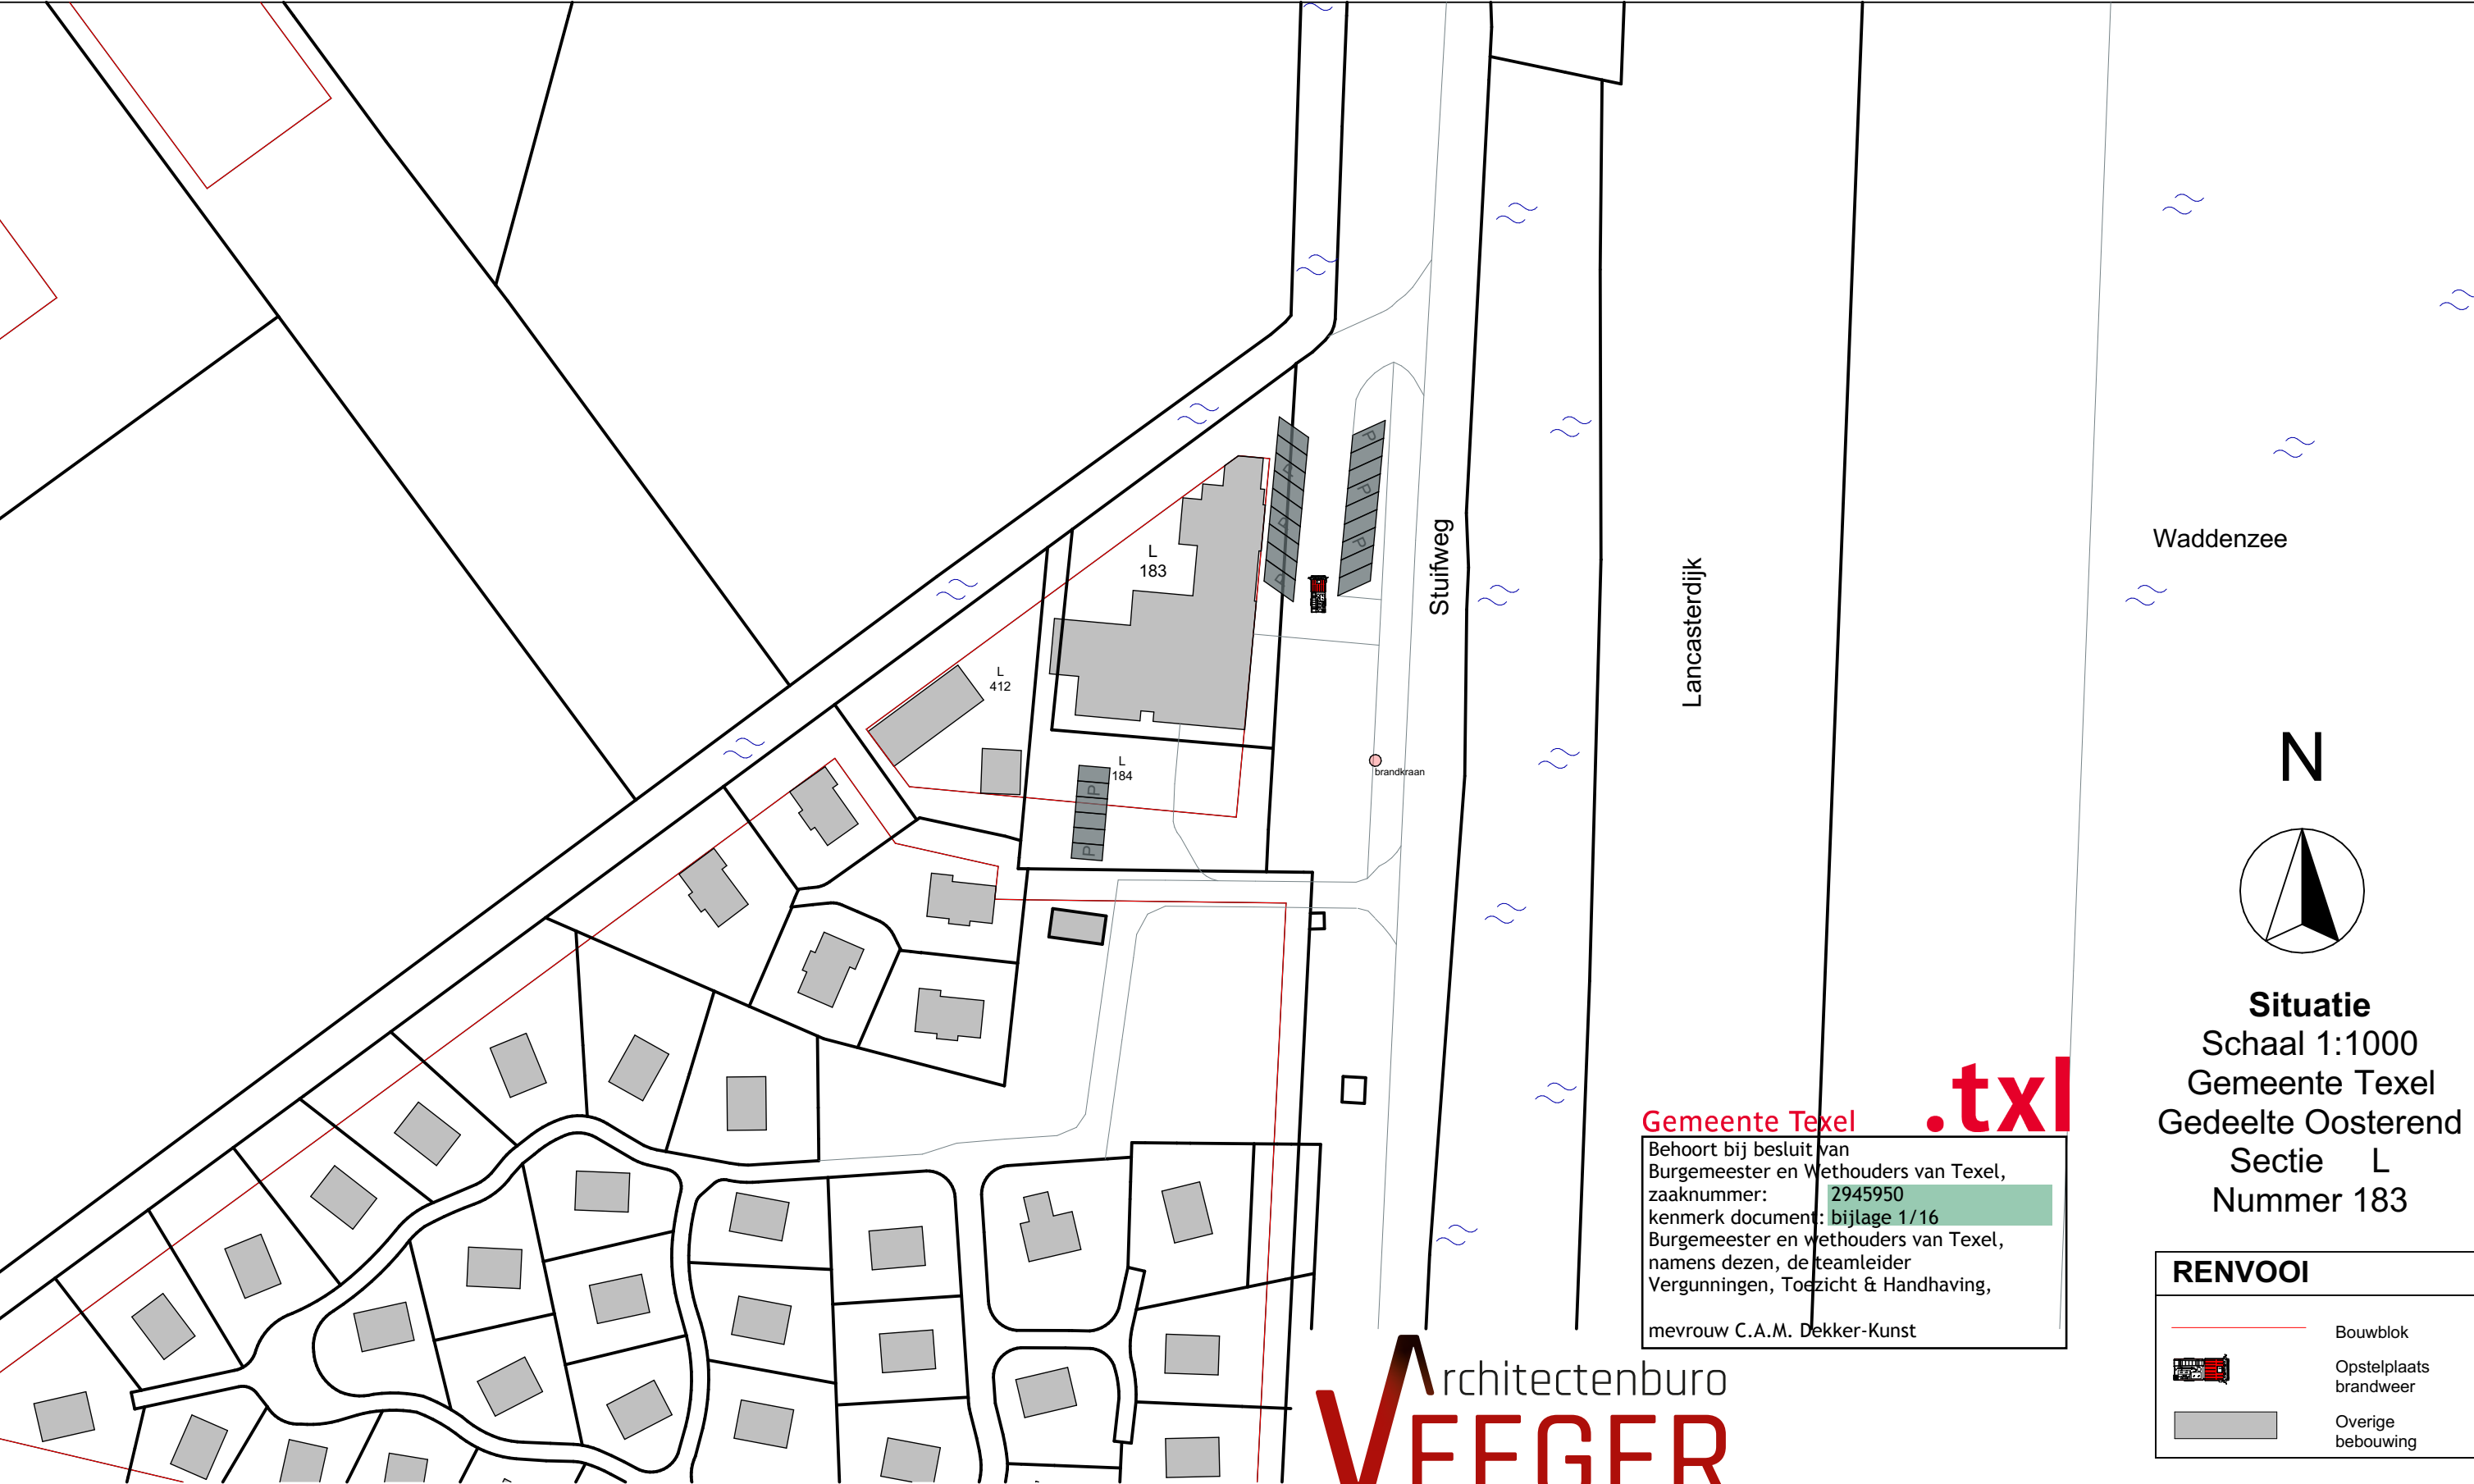 L
183
L
412
L
184
P
P
P
P
P
P
P
P
Stuifweg
Lancasterdijk
Waddenzee
brandkraan
N
Situatie
Schaal 1:1000
Gemeente Texel
Gedeelte Oosterend
Sectie L
Nummer 183
Gemeente Texel
.txl
Behoort bij besluit van
Burgemeester en Wethouders van Texel,
zaaknummer: 2945950
kenmerk document: bijlage 1/16
Burgemeester en wethouders van Texel,
namens dezen, de teamleider
Vergunningen, Toezicht & Handhaving,
mevrouw C.A.M. Dekker-Kunst
RENVOOI
Bouwblok
Opstelplaats
brandweer
Overige
bebouwing
Architectenburo
VEEGER